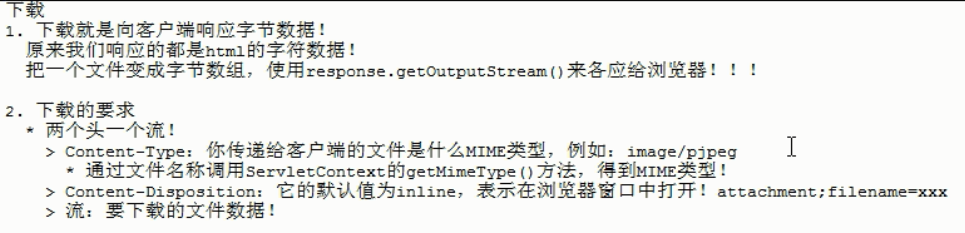 下载
1. 下载就是向客户端响应字节数据！
原来我们响应的都是html的字符数据！
把一个文件变成字节数组，使用response.getOutputStream()来各应给浏览器！！！
2. 下载的要求
* 两个头一个流！
> Content-Type：你传递给客户端的文件是什么MIME类型，例如：image/pjpeg
* 通过文件名称调用ServletContext的getMimeType()方法，得到MIME类型！
> Content-Disposition：它的默认值为inline，表示在浏览器窗口中打开！attachment;filename=xxx
> 流：要下载的文件数据！